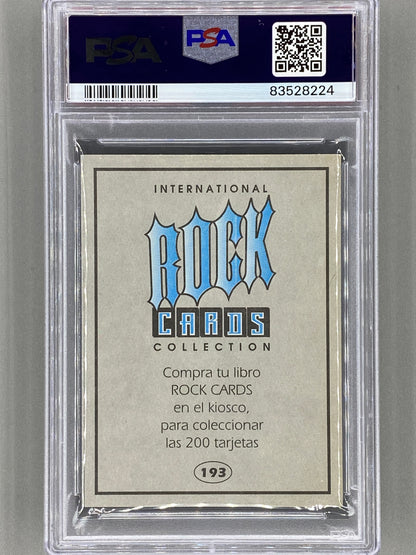 PSA
PSA
83528224
INTERNATIONAL
ROCK
CARDS
COLLECTION
Compra tu libro
ROCK CARDS
en el kiosco,
para coleccionar
las 200 tarjetas
193
PSA